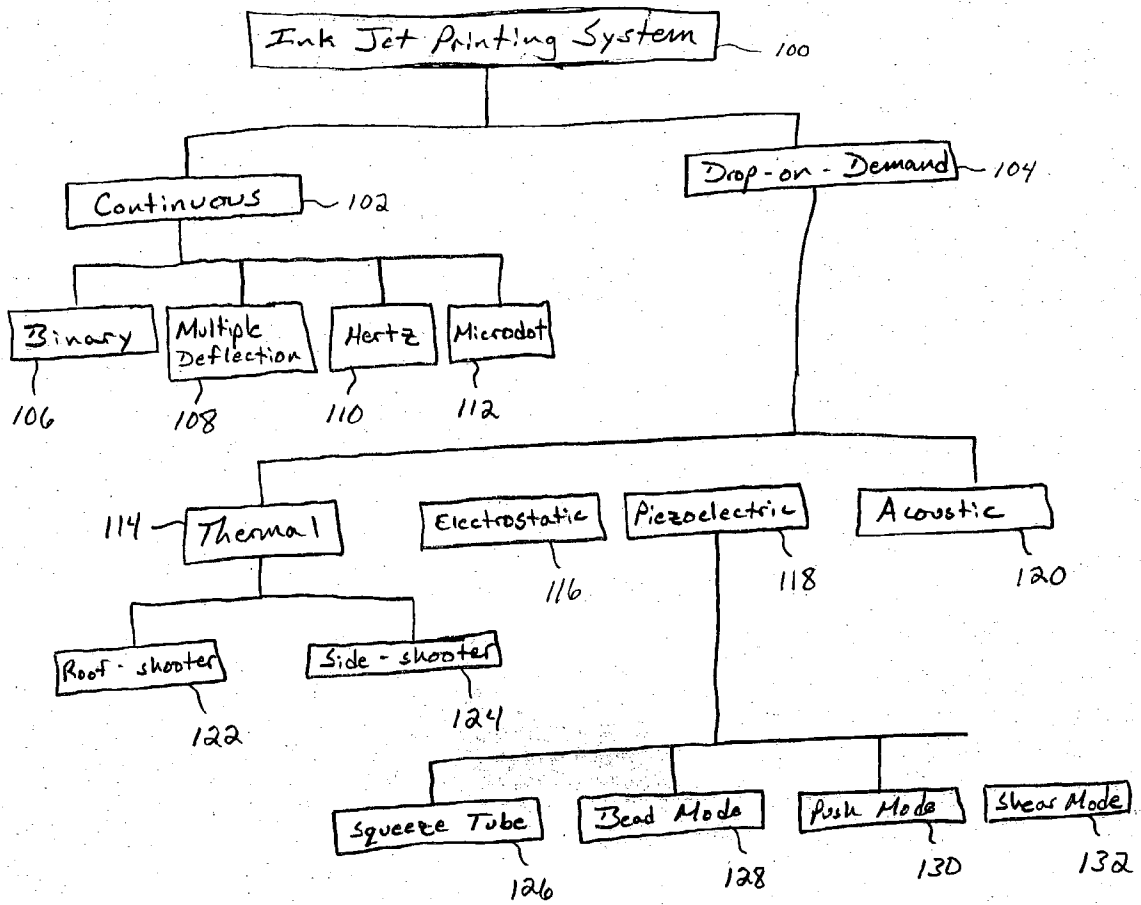 Ink Jet Printing System
100
Continuous
102
Drop-on-Demand
104
Binary
Multiple
Deflection
Hertz
Microdot
106
108
110
112
114
Thermal
Electrostatic
Piezoelectric
Acoustic
116
118
120
Roof-shooter
Side-shooter
122
124
Squeeze Tube
Bead Mode
Push Mode
Shear Mode
126
128
130
132